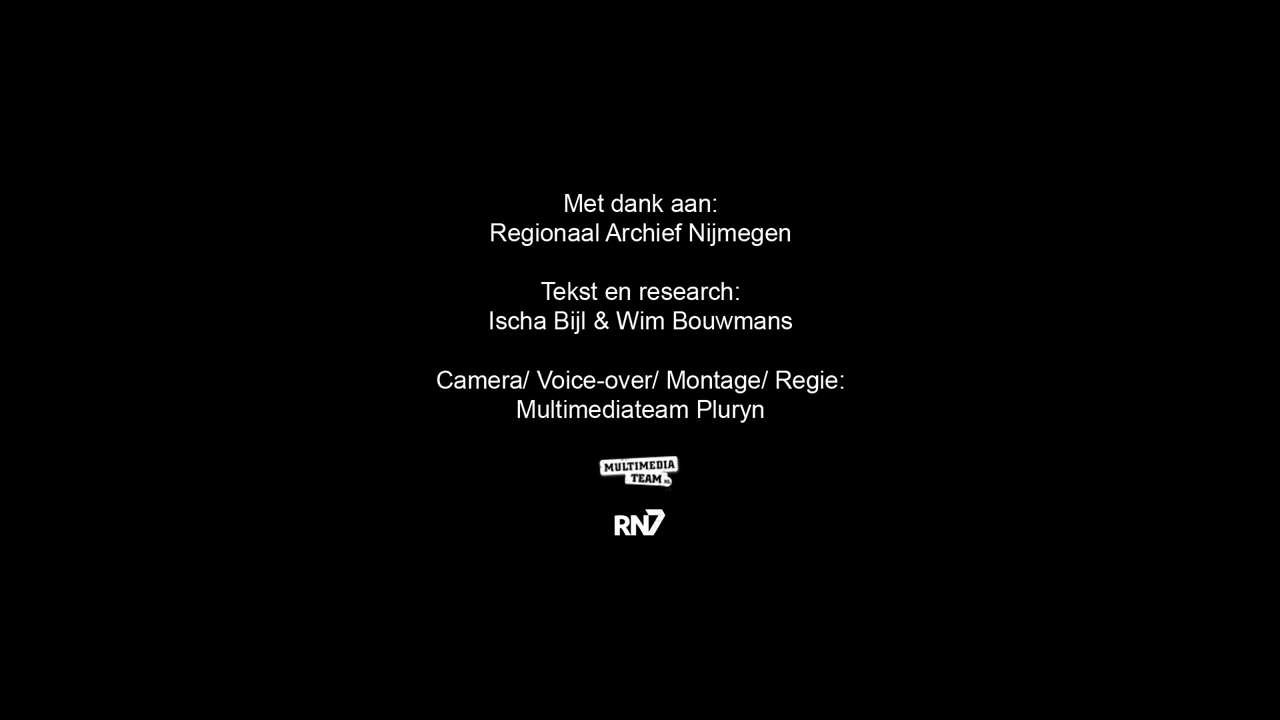 Met dank aan:
Regionaal Archief Nijmegen
Tekst en research:
Ischa Bijl & Wim Bouwmans
Camera/ Voice-over/ Montage/ Regie:
Multimediateam Pluryn
MULTIMEDIA
TEAM.NL
RN7